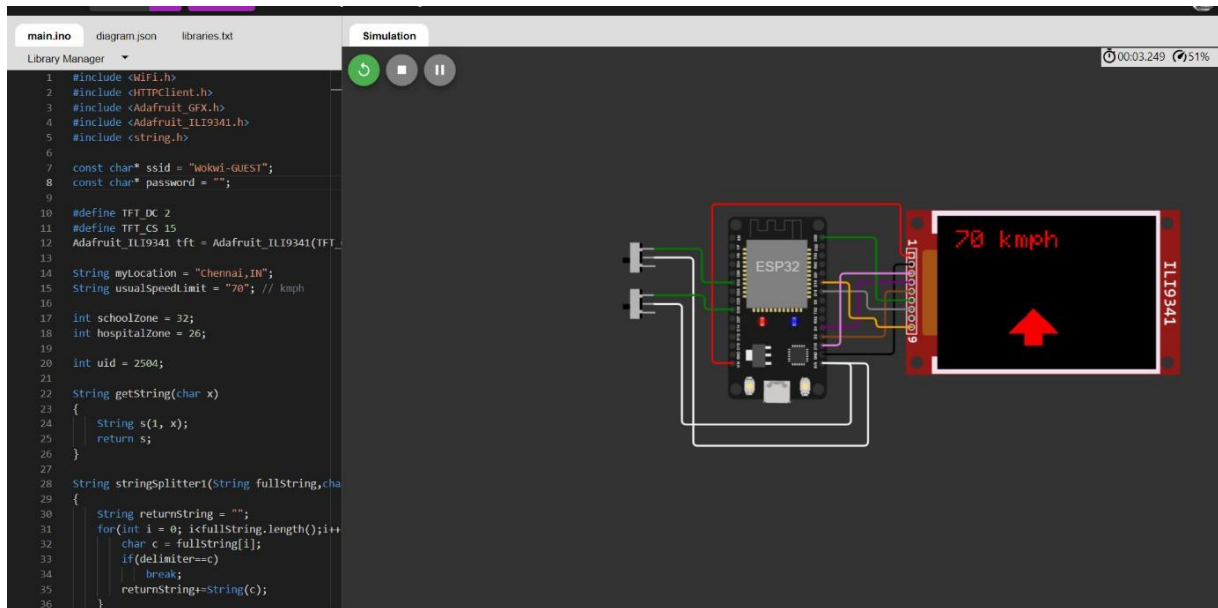 main.ino diagram.json libraries.txt
Library Manager
1 #include <WiFi.h>
2 #include <HTTPClient.h>
3 #include <Adafruit_GFX.h>
4 #include <Adafruit_ILI9341.h>
5 #include <string.h>
6
7 const char* ssid = "Wokwi-GUEST";
8 const char* password = "";
9
10 #define TFT_DC 2
11 #define TFT_CS 15
12 Adafruit_ILI9341 tft = Adafruit_ILI9341(TFT_
13
14 String myLocation = "Chennai,IN";
15 String usualSpeedLimit = "70"; // kmph
16
17 int schoolZone = 32;
18 int hospitalZone = 26;
19
20 int uid = 2504;
21
22 String getString(char x)
23 {
24 String s(1, x);
25 return s;
26 }
27
28 String stringSplitter1(String fullString,cha
29 {
30 String returnString = "";
31 for(int i = 0; i<fullString.length();i++
32 char c = fullString[i];
33 if(delimiter==c)
34 break;
35 returnString+=String(c);
36 }
Simulation
00:03.249 51%
ESP32
70 kmph
1
9
ILI9341